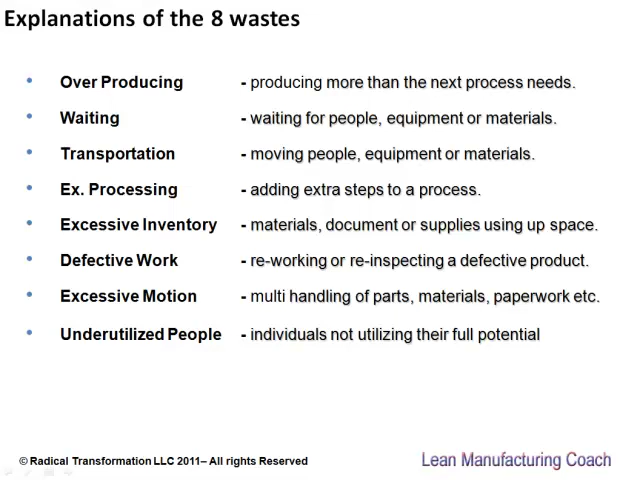 Explanations of the 8 wastes
• Over Producing - producing more than the next process needs.
• Waiting - waiting for people, equipment or materials.
• Transportation - moving people, equipment or materials.
• Ex. Processing - adding extra steps to a process.
• Excessive Inventory - materials, document or supplies using up space.
• Defective Work - re-working or re-inspecting a defective product.
• Excessive Motion - multi handling of parts, materials, paperwork etc.
• Underutilized People - individuals not utilizing their full potential
© Radical Transformation LLC 2011– All rights Reserved
Lean Manufacturing Coach